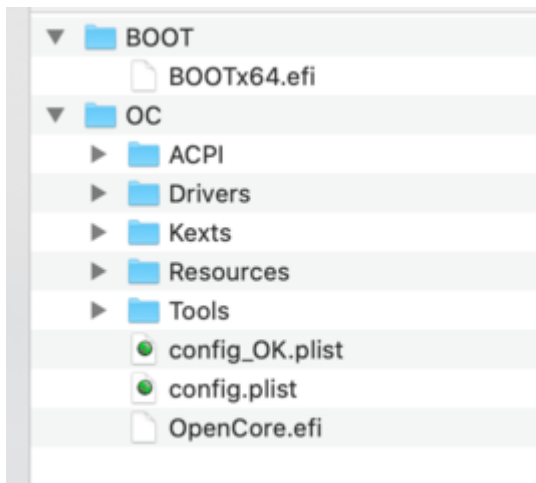 BOOT
BOOTx64.efi
OC
ACPI
Drivers
Kexts
Resources
Tools
config_OK.plist
config.plist
OpenCore.efi